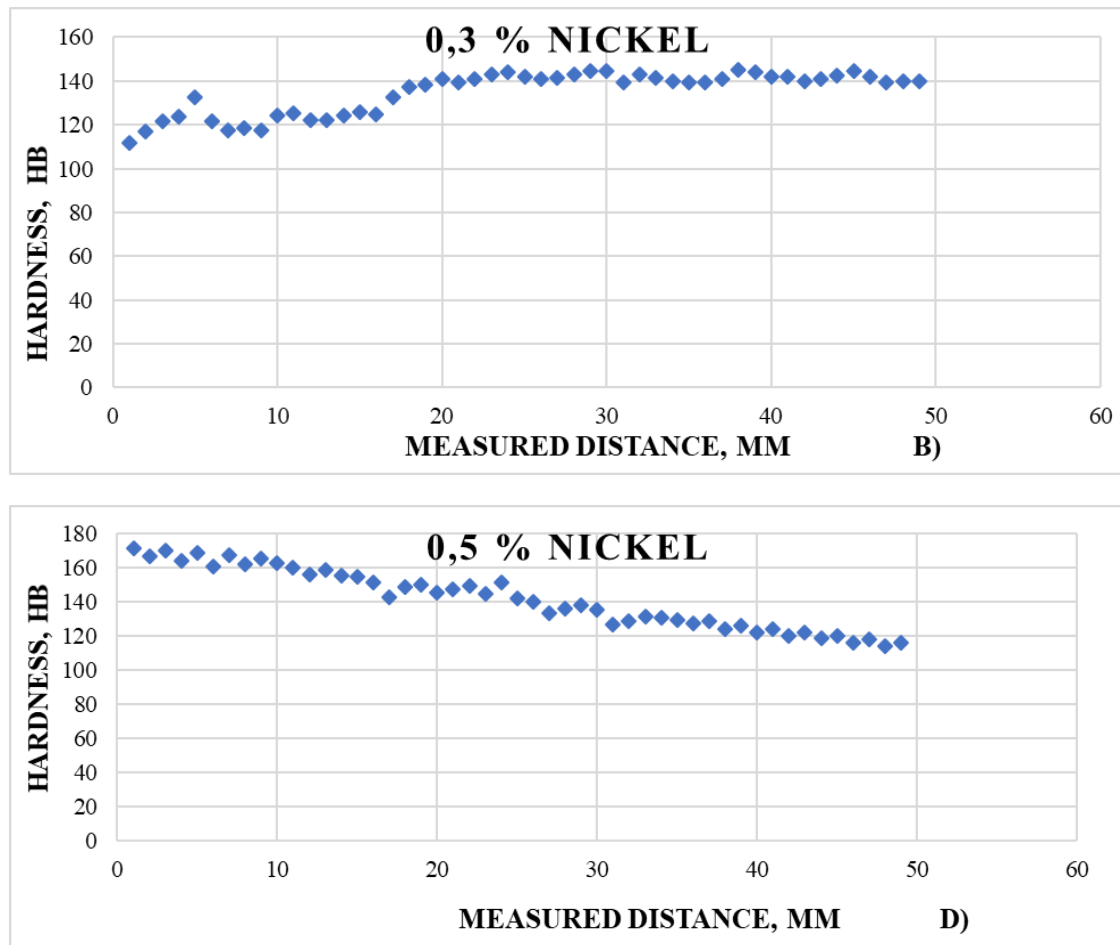 0,3 % NICKEL
160
140
120
100
80
60
40
20
0
HARDNESS, HB
0 10 20 30 40 50 60
MEASURED DISTANCE, MM B)
0,5 % NICKEL
180
160
140
120
100
80
60
40
20
0
HARDNESS, HB
0 10 20 30 40 50 60
MEASURED DISTANCE, MM D)